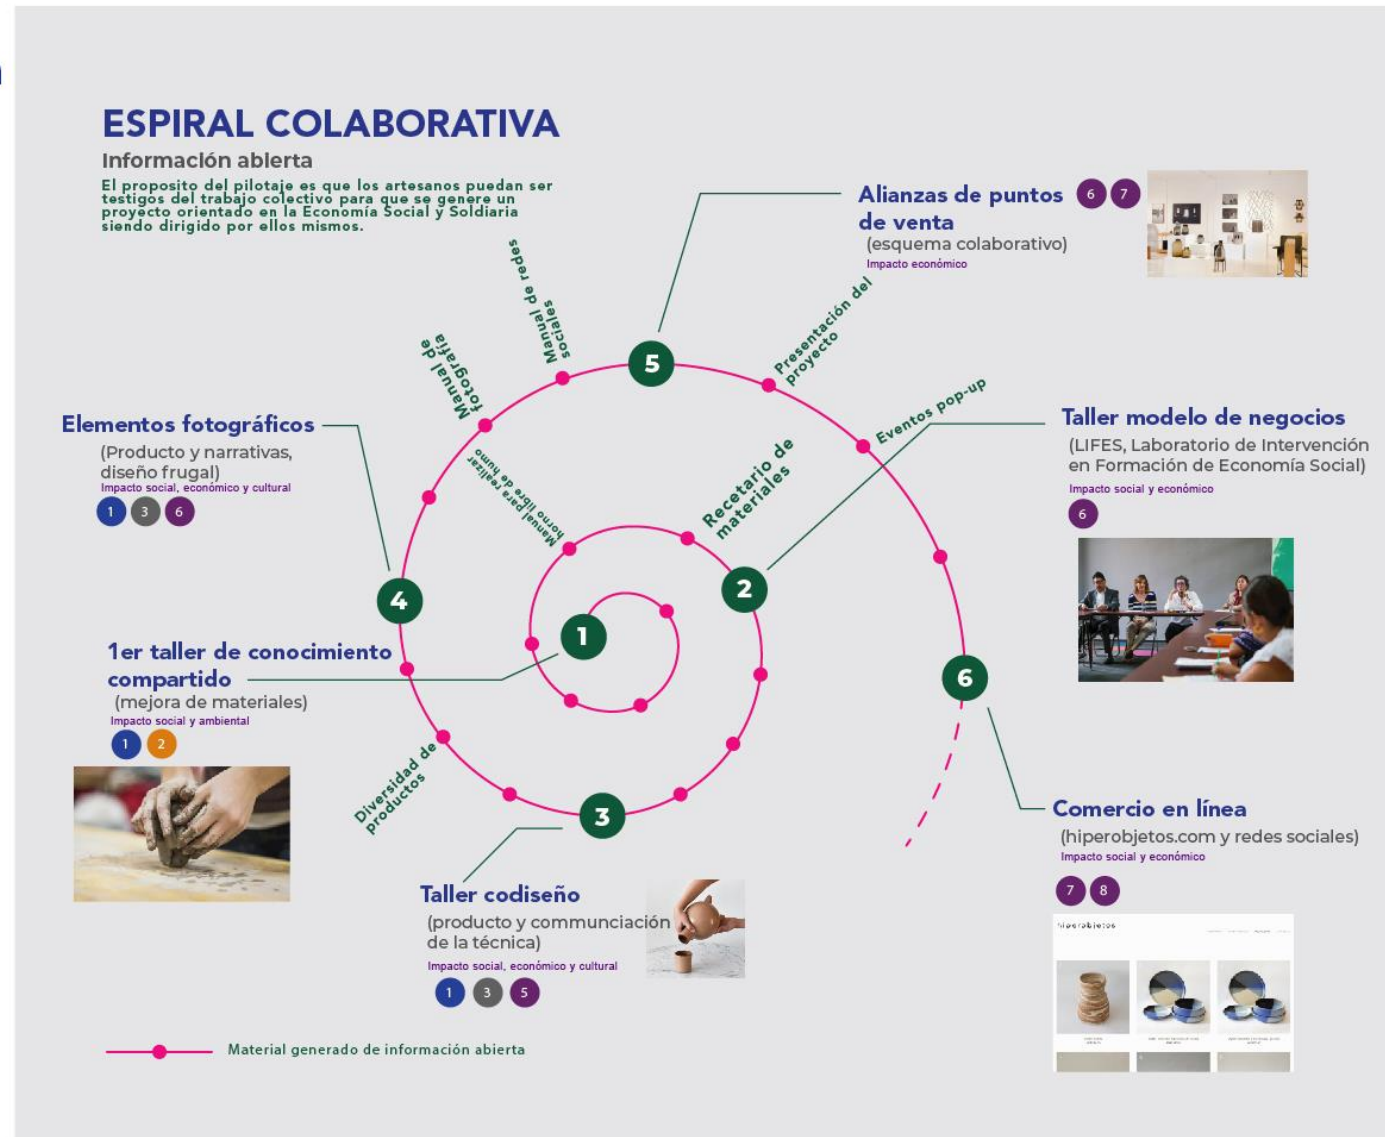 ESPIRAL COLABORATIVA
Información abierta
El proposito del pilotaje es que los artesanos puedan ser
testigos del trabajo colectivo para que se genere un
proyecto orientado en la Economía Social y Soldiaria
siendo dirigido por ellos mismos.
Alianzas de puntos
de venta
6 7
(esquema colaborativo)
Impacto económico
Manual de redes
sociales
Manual de
fotografía
Presentación del
proyecto
Eventos pop-up
5
Elementos fotográficos
(Producto y narrativas,
diseño frugal)
Impacto social, económico y cultural
1 3 6
Manual para realizar
horno libre de humo
Recetario de
materiales
Taller modelo de negocios
(LIFES, Laboratorio de Intervención
en Formación de Economía Social)
Impacto social y económico
6
2
4
1
1er taller de conocimiento
compartido
(mejora de materiales)
Impacto social y ambiental
1 2
6
Diversidad de
productos
3
Taller codiseño
(producto y communciación
de la técnica)
Impacto social, económico y cultural
1 3 5
Comercio en línea
(hiperobjetos.com y redes sociales)
Impacto social y económico
7 8
hiperobjetos
Material generado de información abierta